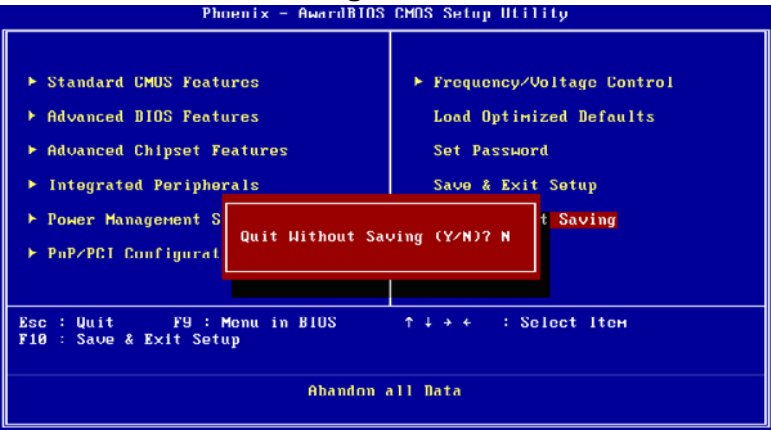 Phoenix - AwardBIOS CMOS Setup Utility
▶ Standard CMOS Features
▶ Advanced BIOS Features
▶ Advanced Chipset Features
▶ Integrated Peripherals
▶ Power Management S
▶ PnP/PCI Configurat
▶ Frequency/Voltage Control
Load Optimized Defaults
Set Password
Save & Exit Setup
t Saving
Quit Without Saving (Y/N)? N
Esc : Quit F9 : Menu in BIOS ↑ ↓ → ← : Select Item
F10 : Save & Exit Setup
Abandon all Data